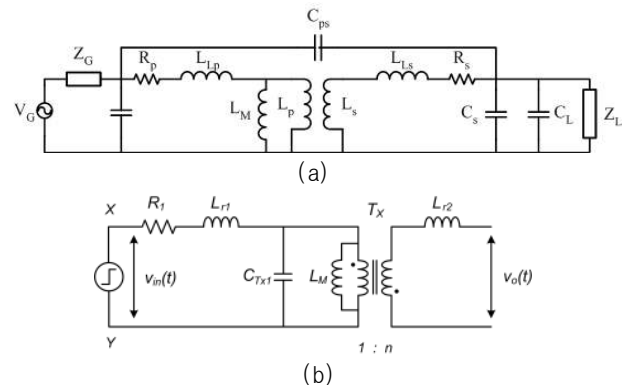 C_ps
Z_G R_p L_Lp L_Ls R_s
V_G L_M L_p L_s C_s C_L Z_L
(a)
X R_1 L_r1 T_X L_r2
v_in(t) C_Tx1 L_M v_o(t)
Y 1 : n
(b)